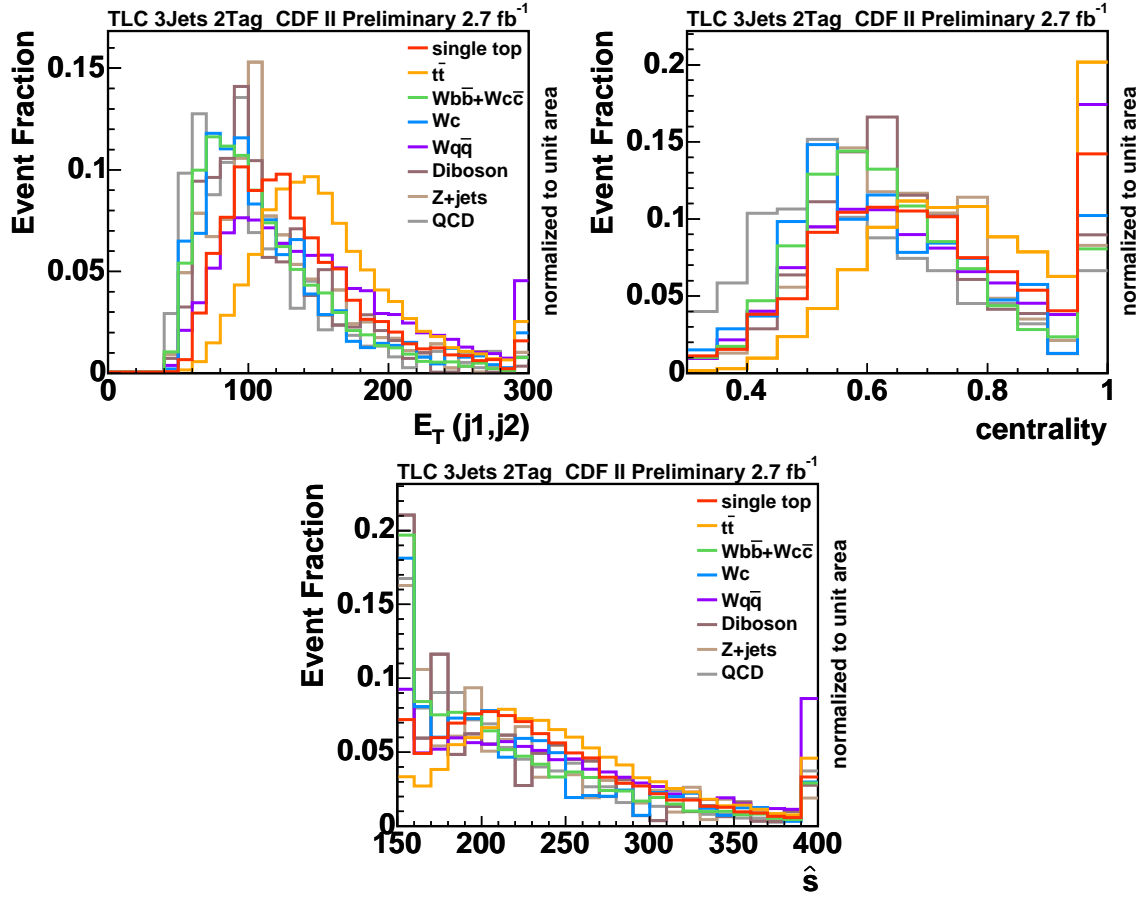 TLC 3Jets 2Tag CDF II Preliminary 2.7 fb⁻¹
Event Fraction
0.15
0.1
0.05
0
0 100 200 300
E_T (j1,j2)
single top
tt̄
Wbb̄+Wcc̄
Wc
Wqq̄
Diboson
Z+jets
QCD
normalized to unit area
TLC 3Jets 2Tag CDF II Preliminary 2.7 fb⁻¹
Event Fraction
0.2
0.15
0.1
0.05
0
0.4 0.6 0.8 1
centrality
normalized to unit area
TLC 3Jets 2Tag CDF II Preliminary 2.7 fb⁻¹
Event Fraction
0.2
0.15
0.1
0.05
0
150 200 250 300 350 400
ŝ
single top
tt̄
Wbb̄+Wcc̄
Wc
Wqq̄
Diboson
Z+jets
QCD
normalized to unit area